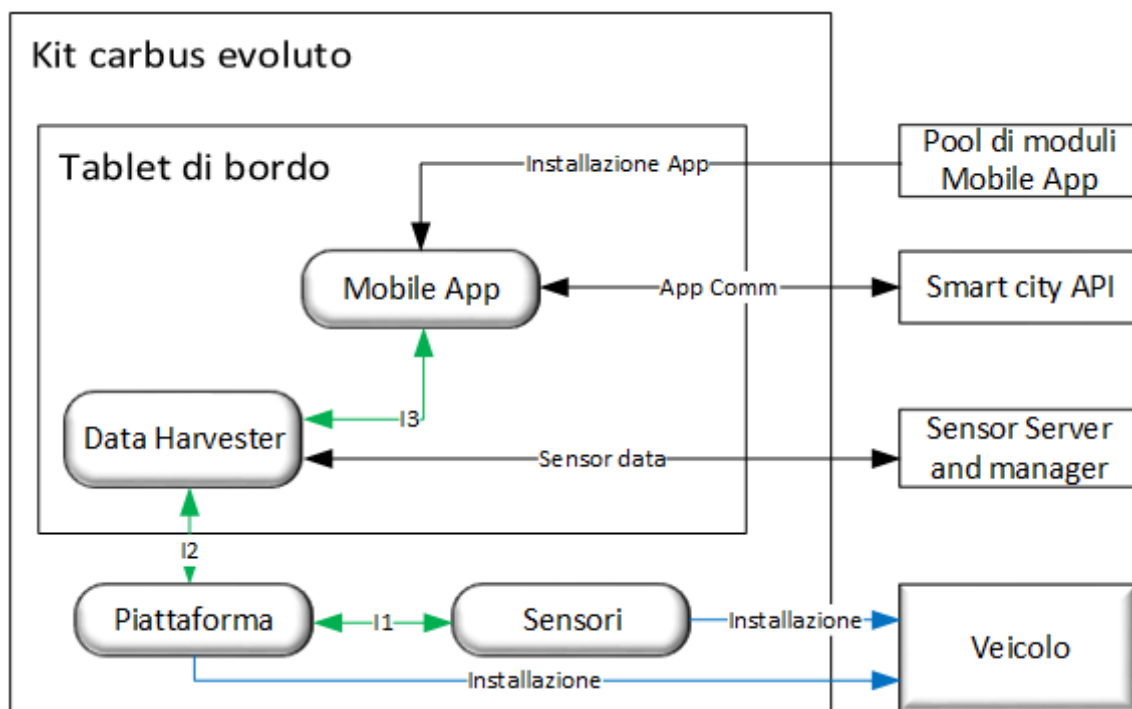 Kit carbus evoluto
Tablet di bordo
Installazione App
Pool di moduli
Mobile App
Mobile App
App Comm
Smart city API
I3
Data Harvester
Sensor data
Sensor Server
and manager
I2
Piattaforma
I1
Sensori
Installazione
Veicolo
Installazione